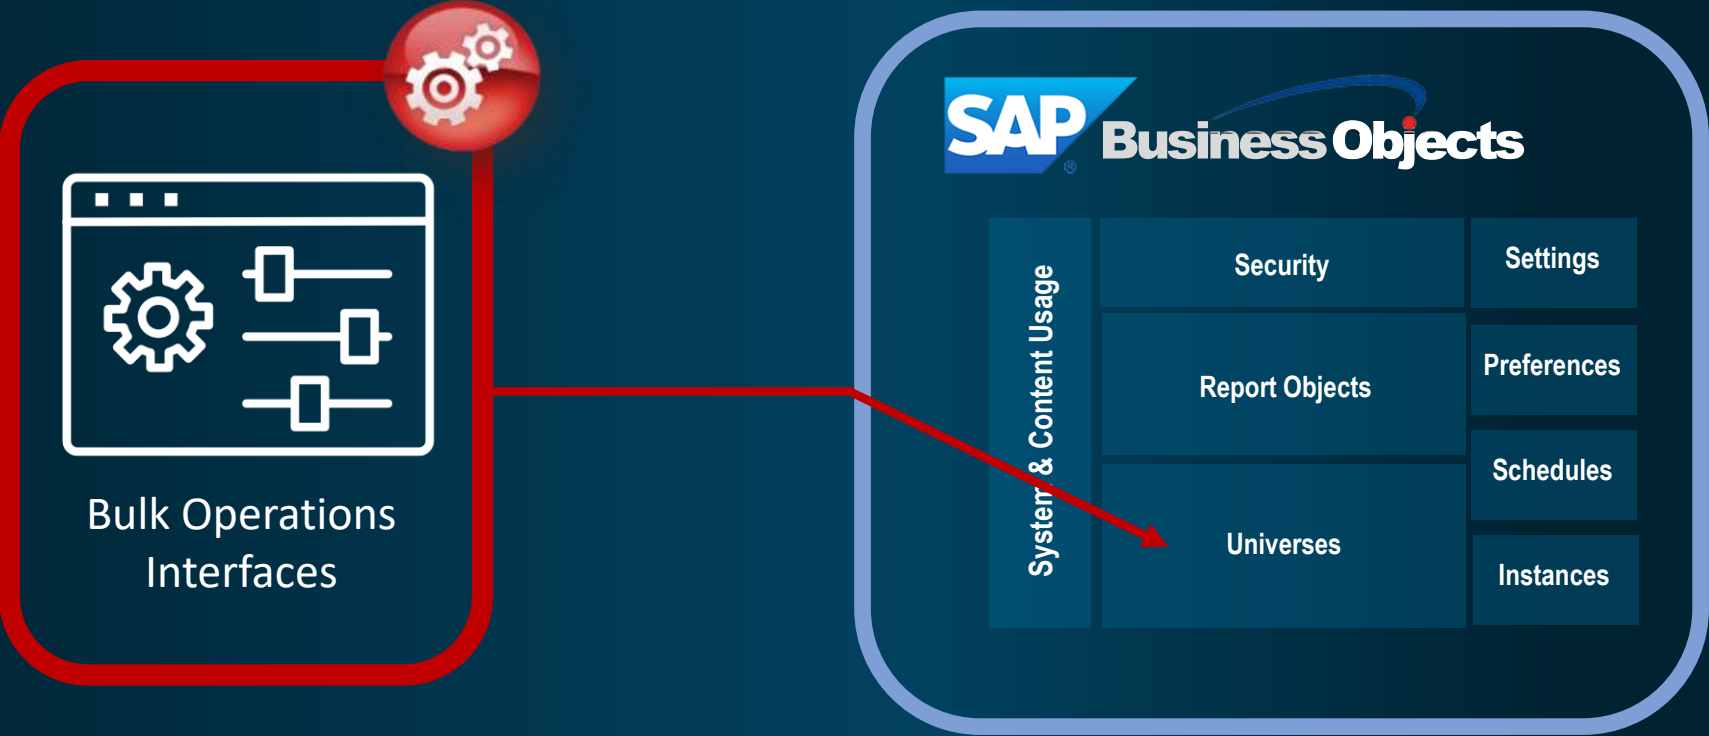 Bulk Operations
Interfaces
SAP
®
Business Objects
System & Content Usage
Security
Report Objects
Universes
Settings
Preferences
Schedules
Instances